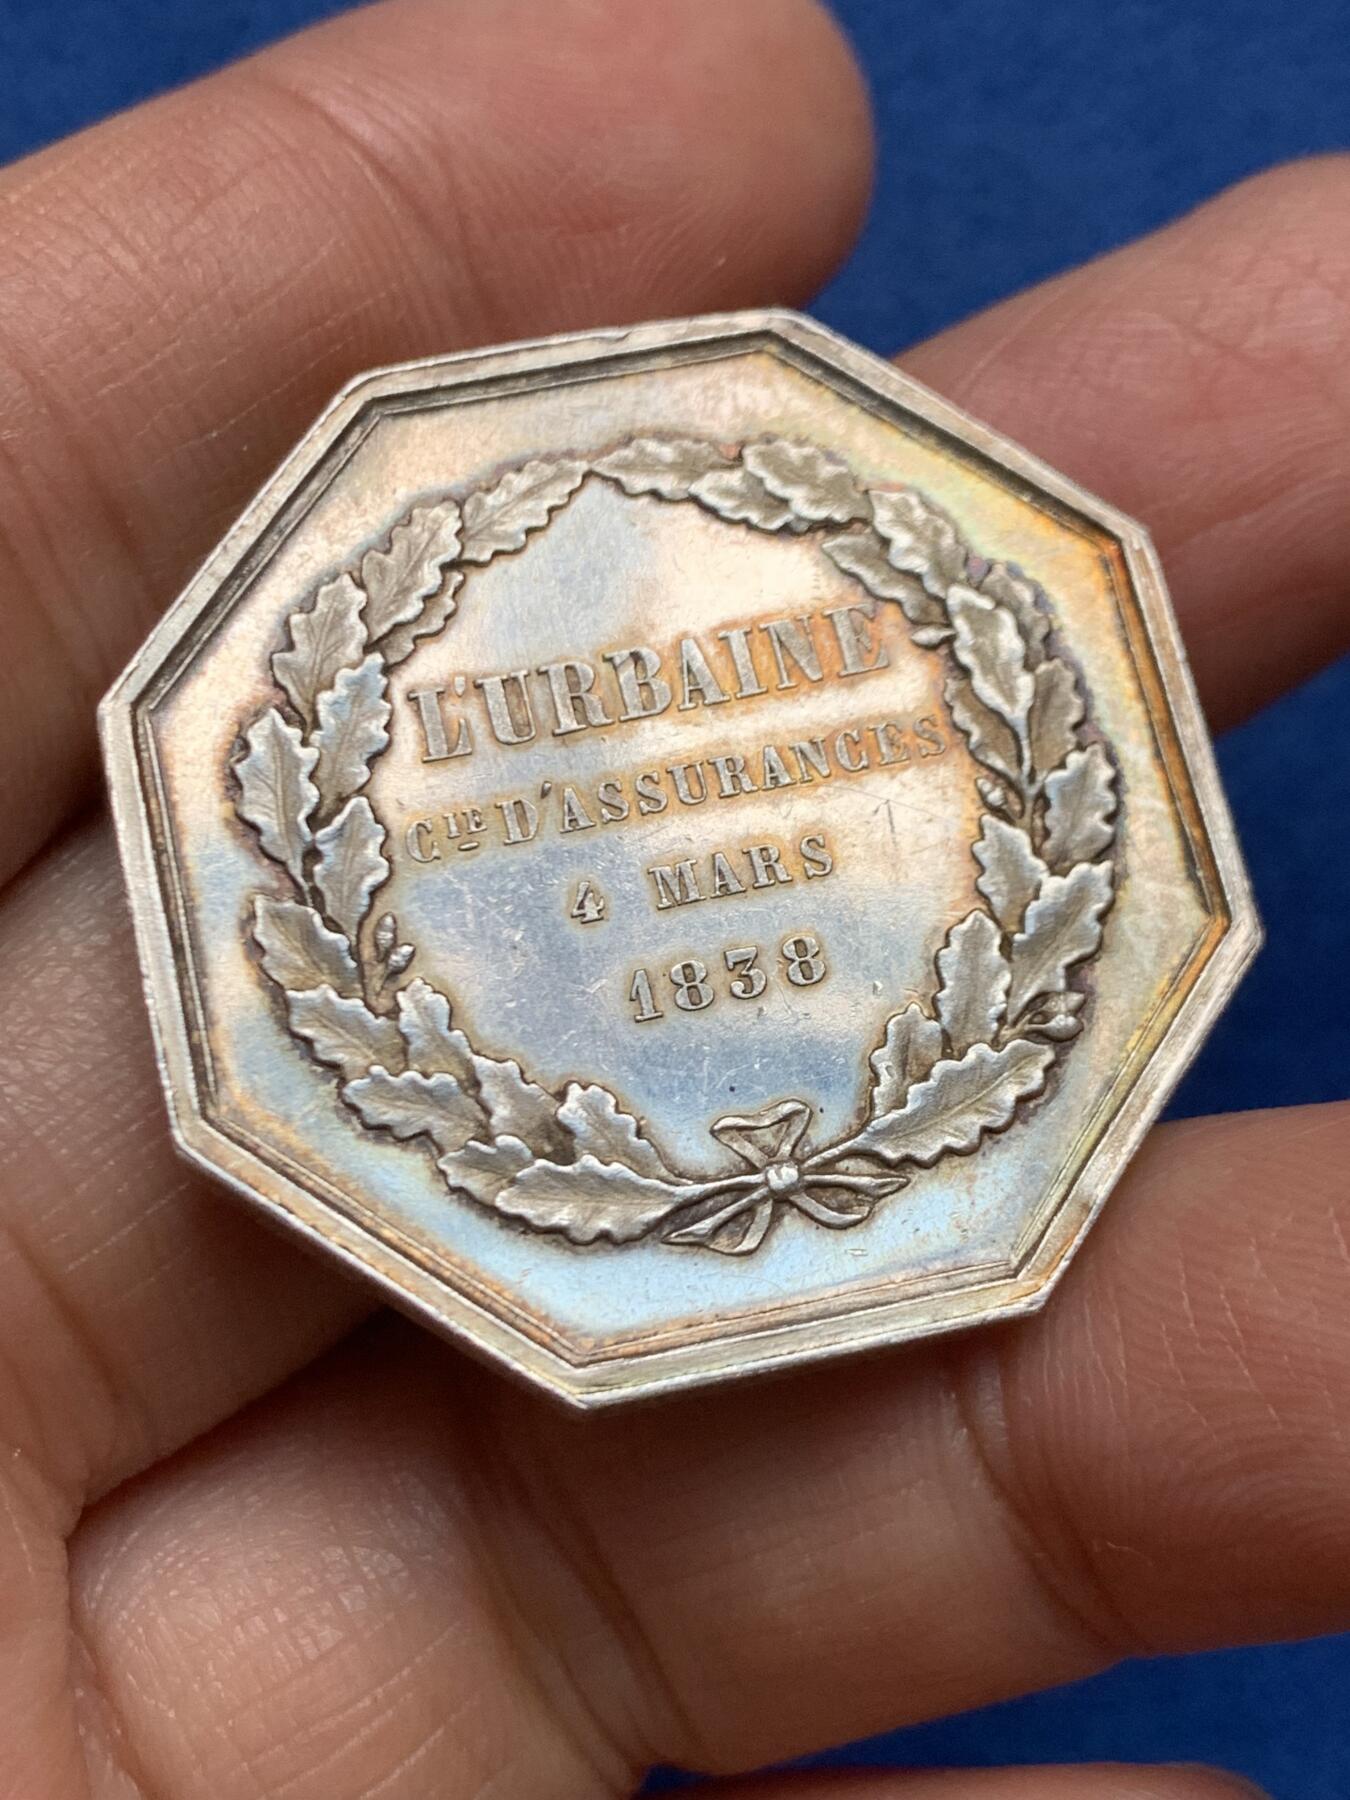 L'URBAINE
CIE D'ASSURANCES
4 MARS
1838